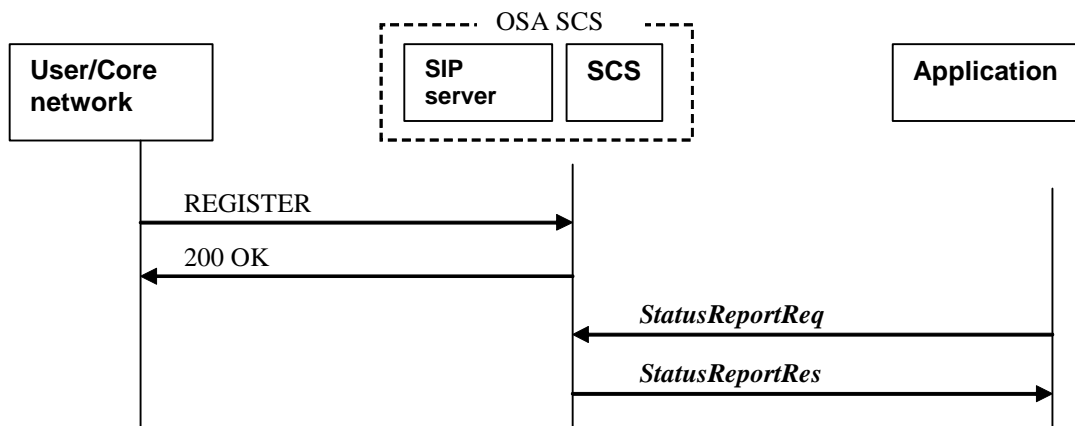 OSA SCS
User/Core
network
SIP
server
SCS
Application
REGISTER
200 OK
StatusReportReq
StatusReportRes